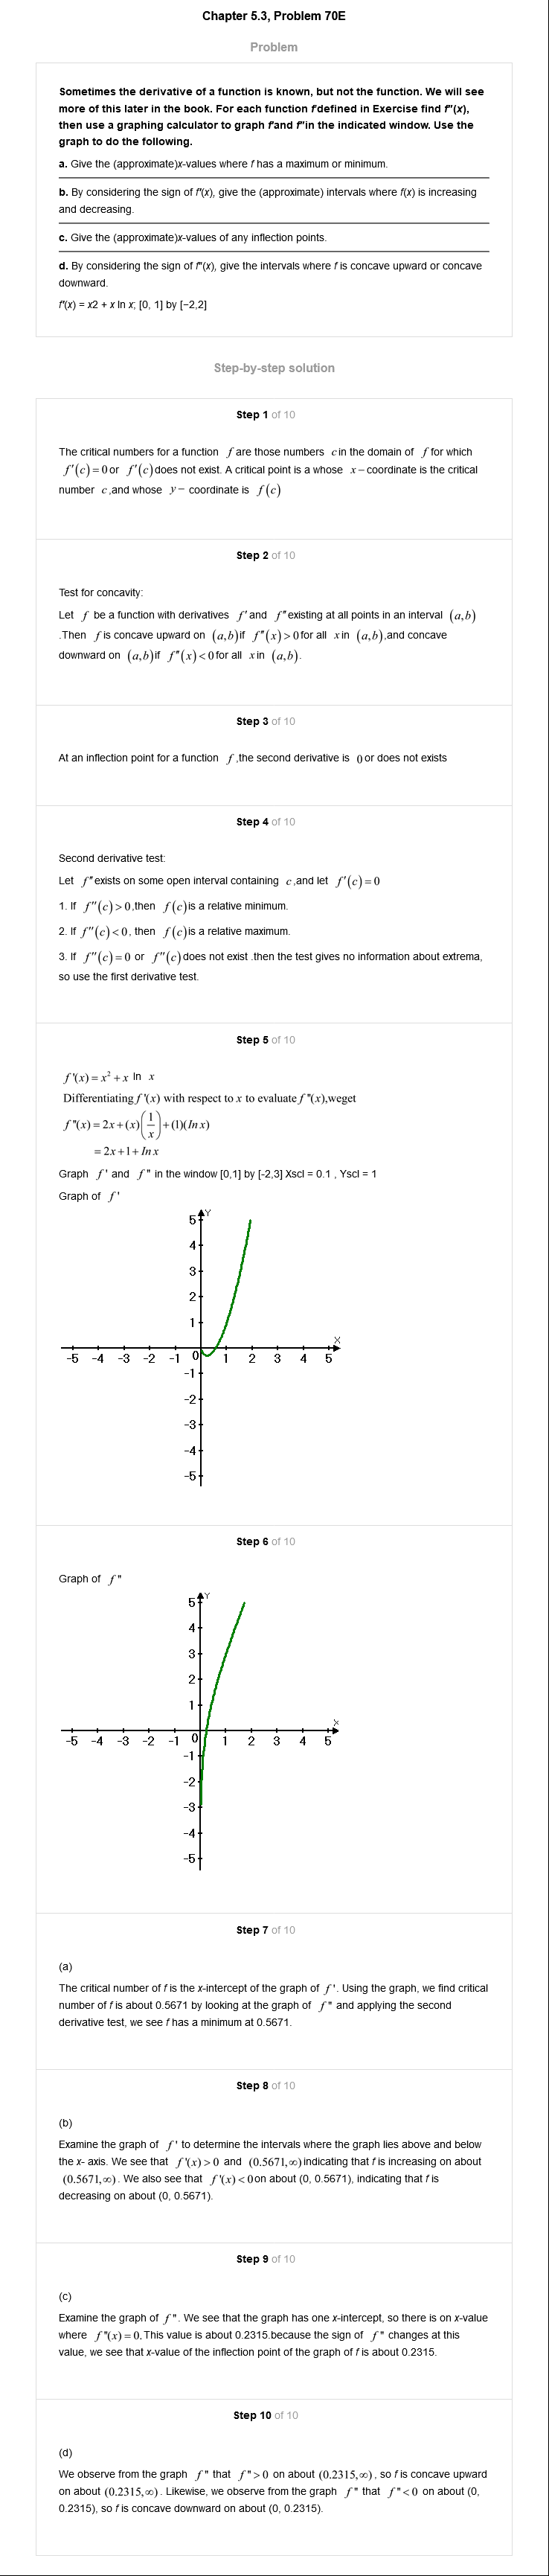 Chapter 5.3, Problem 70E
Problem
Sometimes the derivative of a function is known, but not the function. We will see
more of this later in the book. For each function f′defined in Exercise find f″(x),
then use a graphing calculator to graph f′and f″in the indicated window. Use the
graph to do the following.
a. Give the (approximate)x-values where f has a maximum or minimum.
b. By considering the sign of f′(x), give the (approximate) intervals where f(x) is increasing
and decreasing.
c. Give the (approximate)x-values of any inflection points.
d. By considering the sign of f″(x), give the intervals where f is concave upward or concave
downward.
f′(x) = x2 + x ln x; [0, 1] by [−2,2]
Step-by-step solution
Step 1 of 10
The critical numbers for a function f are those numbers c in the domain of f for which
f′(c) = 0 or f′(c) does not exist. A critical point is a whose x − coordinate is the critical
number c ,and whose y − coordinate is f(c)
Step 2 of 10
Test for concavity:
Let f be a function with derivatives f′ and f″ existing at all points in an interval (a,b)
.Then f is concave upward on (a,b) if f″(x) > 0 for all x in (a,b),and concave
downward on (a,b) if f″(x) < 0 for all x in (a,b).
Step 3 of 10
At an inflection point for a function f ,the second derivative is 0 or does not exists
Step 4 of 10
Second derivative test:
Let f″ exists on some open interval containing c ,and let f′(c) = 0
1. If f″(c) > 0,then f(c) is a relative minimum.
2. If f″(c) < 0, then f(c) is a relative maximum.
3. If f″(c) = 0 or f″(c) does not exist .then the test gives no information about extrema,
so use the first derivative test.
Step 5 of 10
f'(x) = x² + x ln x
Differentiating f'(x) with respect to x to evaluate f"(x),weget
f"(x) = 2x + (x)(1/x) + (1)(In x)
= 2x + 1 + In x
Graph f' and f" in the window [0,1] by [-2,3] Xscl = 0.1 , Yscl = 1
Graph of f'
Y
5
4
3
2
1
X
-5 -4 -3 -2 -1 0 1 2 3 4 5
-1
-2
-3
-4
-5
Step 6 of 10
Graph of f"
Y
5
4
3
2
1
X
-5 -4 -3 -2 -1 0 1 2 3 4 5
-1
-2
-3
-4
-5
Step 7 of 10
(a)
The critical number of f is the x-intercept of the graph of f'. Using the graph, we find critical
number of f is about 0.5671 by looking at the graph of f" and applying the second
derivative test, we see f has a minimum at 0.5671.
Step 8 of 10
(b)
Examine the graph of f' to determine the intervals where the graph lies above and below
the x- axis. We see that f'(x) > 0 and (0.5671,∞) indicating that f is increasing on about
(0.5671,∞). We also see that f'(x) < 0 on about (0, 0.5671), indicating that f is
decreasing on about (0, 0.5671).
Step 9 of 10
(c)
Examine the graph of f". We see that the graph has one x-intercept, so there is on x-value
where f"(x) = 0.This value is about 0.2315.because the sign of f" changes at this
value, we see that x-value of the inflection point of the graph of f is about 0.2315.
Step 10 of 10
(d)
We observe from the graph f" that f" > 0 on about (0.2315,∞), so f is concave upward
on about (0.2315,∞). Likewise, we observe from the graph f" that f" < 0 on about (0,
0.2315), so f is concave downward on about (0, 0.2315).